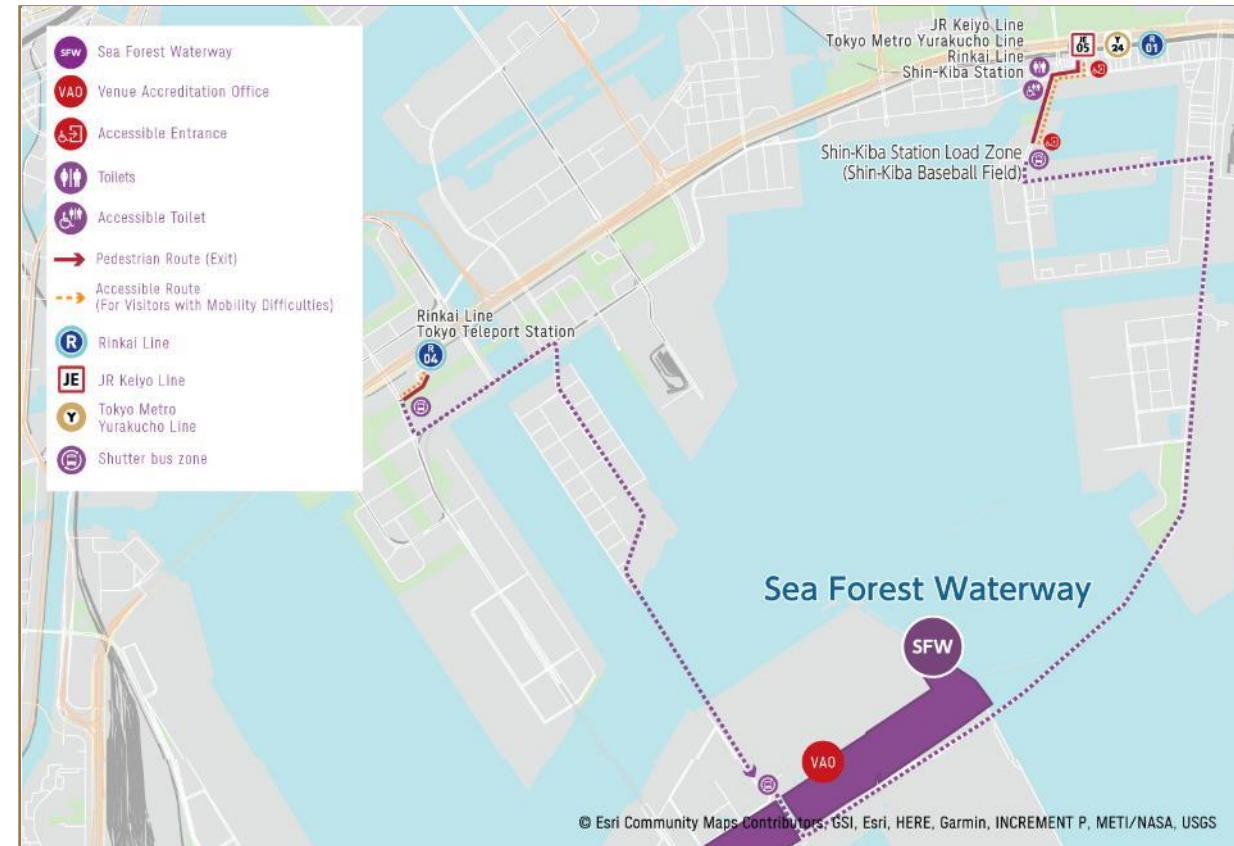 SFW
Sea Forest Waterway
VAO
Venue Accreditation Office
Accessible Entrance
Toilets
Accessible Toilet
Pedestrian Route (Exit)
Accessible Route
(For Visitors with Mobility Difficulties)
R
Rinkai Line
JE
JR Keiyo Line
Y
Tokyo Metro
Yurakucho Line
Shutter bus zone
JR Keiyo Line
Tokyo Metro Yurakucho Line
Rinkai Line
Shin-Kiba Station
JE
05
Y
24
R
01
Shin-Kiba Station Load Zone
(Shin-Kiba Baseball Field)
Rinkai Line
Tokyo Teleport Station
R
04
Sea Forest Waterway
SFW
VAO
© Esri Community Maps Contributors, GSI, Esri, HERE, Garmin, INCREMENT P, METI/NASA, USGS